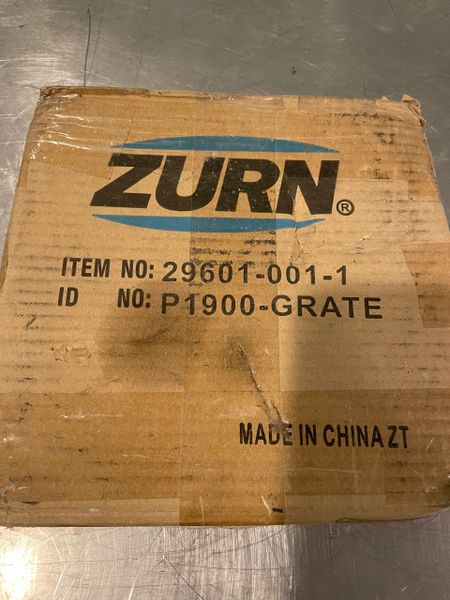 ZURN®
ITEM NO: 29601-001-1
ID NO: P1900-GRATE
MADE IN CHINA ZT